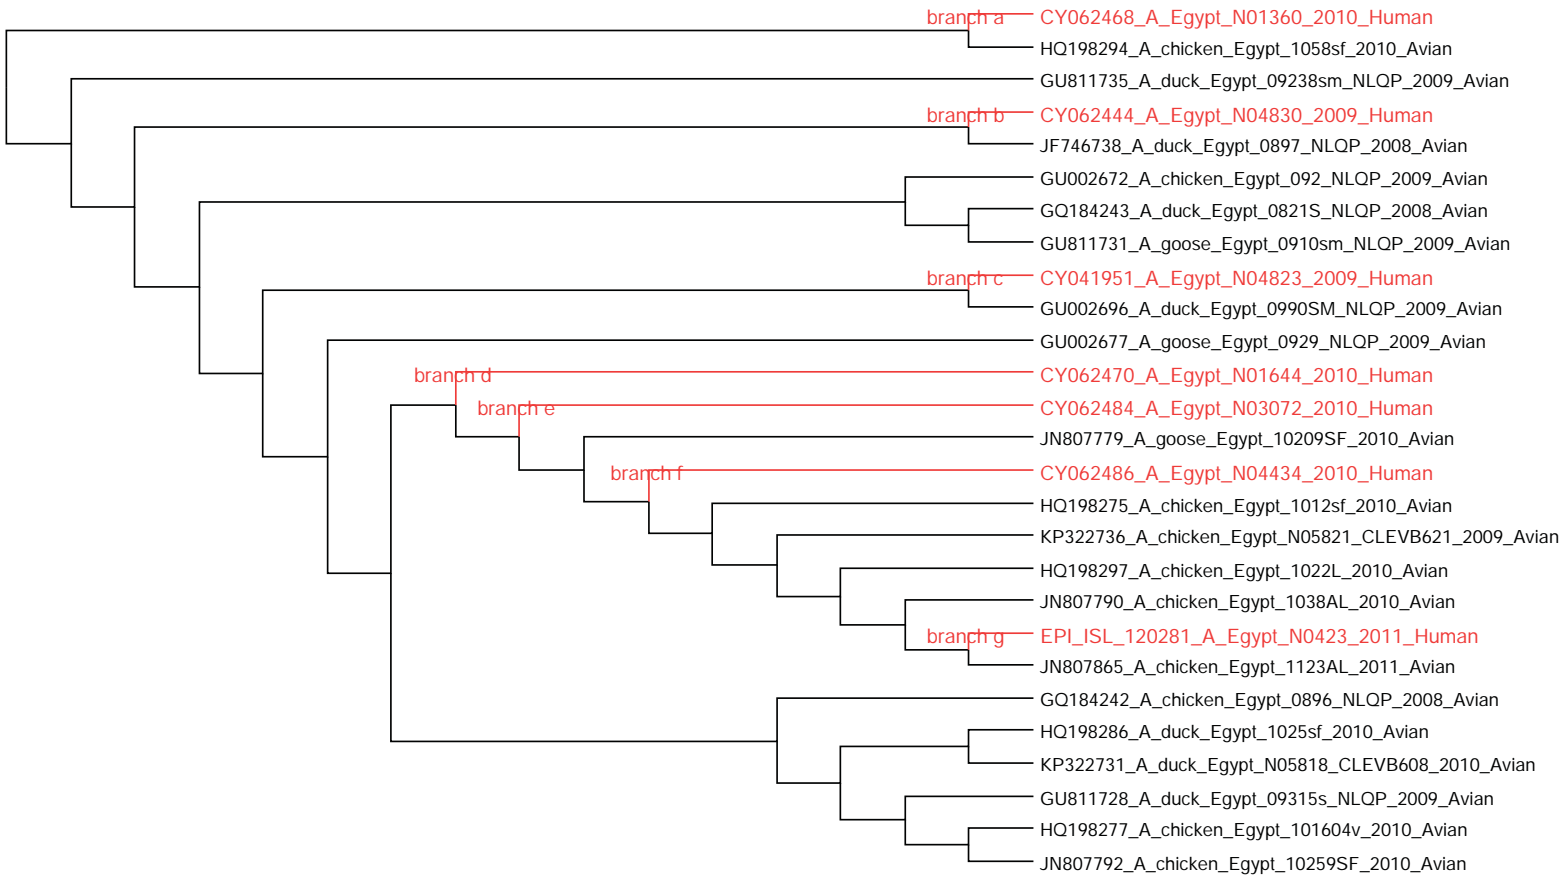 branch a CY062468_A_Egypt_N01360_2010_Human
HQ198294_A_chicken_Egypt_1058sf_2010_Avian
GU811735_A_duck_Egypt_09238sm_NLQP_2009_Avian
branch b CY062444_A_Egypt_N04830_2009_Human
JF746738_A_duck_Egypt_0897_NLQP_2008_Avian
GU002672_A_chicken_Egypt_092_NLQP_2009_Avian
GQ184243_A_duck_Egypt_0821S_NLQP_2008_Avian
GU811731_A_goose_Egypt_0910sm_NLQP_2009_Avian
branch c CY041951_A_Egypt_N04823_2009_Human
GU002696_A_duck_Egypt_0990SM_NLQP_2009_Avian
GU002677_A_goose_Egypt_0929_NLQP_2009_Avian
branch d CY062470_A_Egypt_N01644_2010_Human
branch e CY062484_A_Egypt_N03072_2010_Human
JN807779_A_goose_Egypt_10209SF_2010_Avian
branch f CY062486_A_Egypt_N04434_2010_Human
HQ198275_A_chicken_Egypt_1012sf_2010_Avian
KP322736_A_chicken_Egypt_N05821_CLEVB621_2009_Avian
HQ198297_A_chicken_Egypt_1022L_2010_Avian
JN807790_A_chicken_Egypt_1038AL_2010_Avian
branch g EPI_ISL_120281_A_Egypt_N0423_2011_Human
JN807865_A_chicken_Egypt_1123AL_2011_Avian
GQ184242_A_chicken_Egypt_0896_NLQP_2008_Avian
HQ198286_A_duck_Egypt_1025sf_2010_Avian
KP322731_A_duck_Egypt_N05818_CLEVB608_2010_Avian
GU811728_A_duck_Egypt_09315s_NLQP_2009_Avian
HQ198277_A_chicken_Egypt_101604v_2010_Avian
JN807792_A_chicken_Egypt_10259SF_2010_Avian